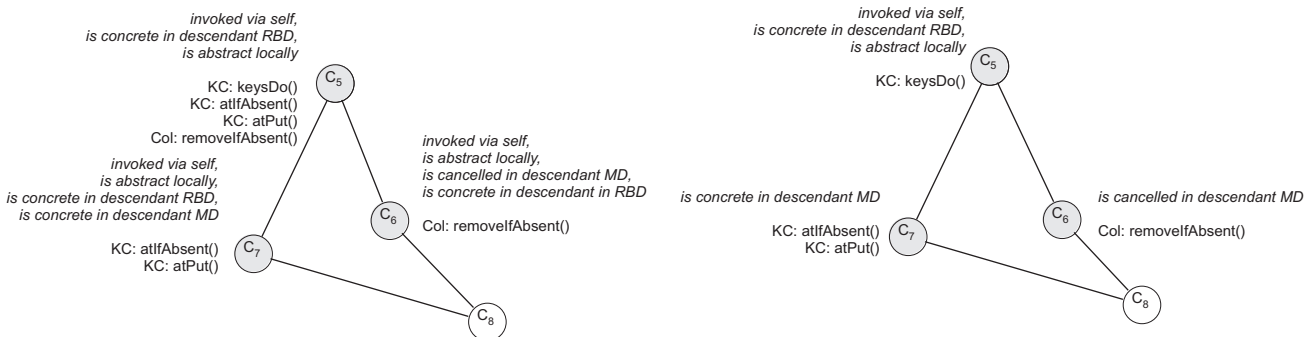 invoked via self,
is concrete in descendant RBD,
is abstract locally
C5
KC: keysDo()
KC: atIfAbsent()
KC: atPut()
Col: removeIfAbsent()
invoked via self,
is abstract locally,
is concrete in descendant RBD,
is concrete in descendant MD
invoked via self,
is abstract locally,
is cancelled in descendant MD,
is concrete in descendant in RBD
C6
Col: removeIfAbsent()
C7
KC: atIfAbsent()
KC: atPut()
C8
invoked via self,
is concrete in descendant RBD,
is abstract locally
C5
KC: keysDo()
is concrete in descendant MD
is cancelled in descendant MD
C6
Col: removeIfAbsent()
C7
KC: atIfAbsent()
KC: atPut()
C8